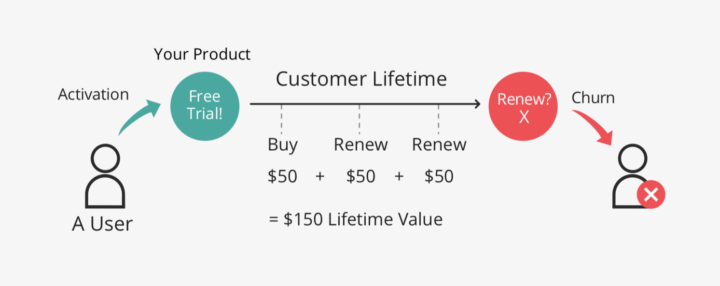 Your Product
Activation
Free
Trial!
Customer Lifetime
Renew?
X
Churn
Buy Renew Renew
$50 + $50 + $50
= $150 Lifetime Value
A User